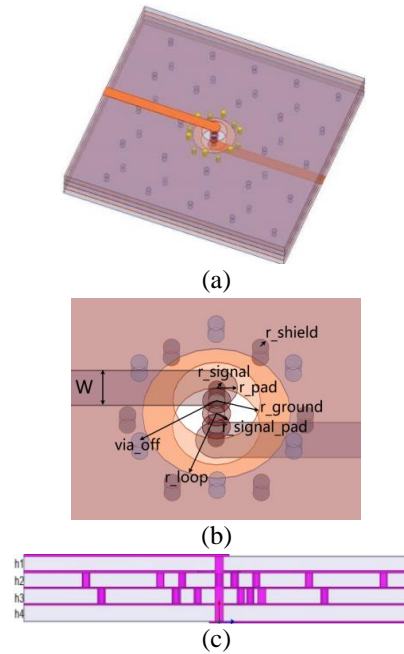 (a)
r_shield
r_signal
r_pad
W
r_ground
r_signal_pad
via_off
r_loop
(b)
h1
h2
h3
h4
(c)